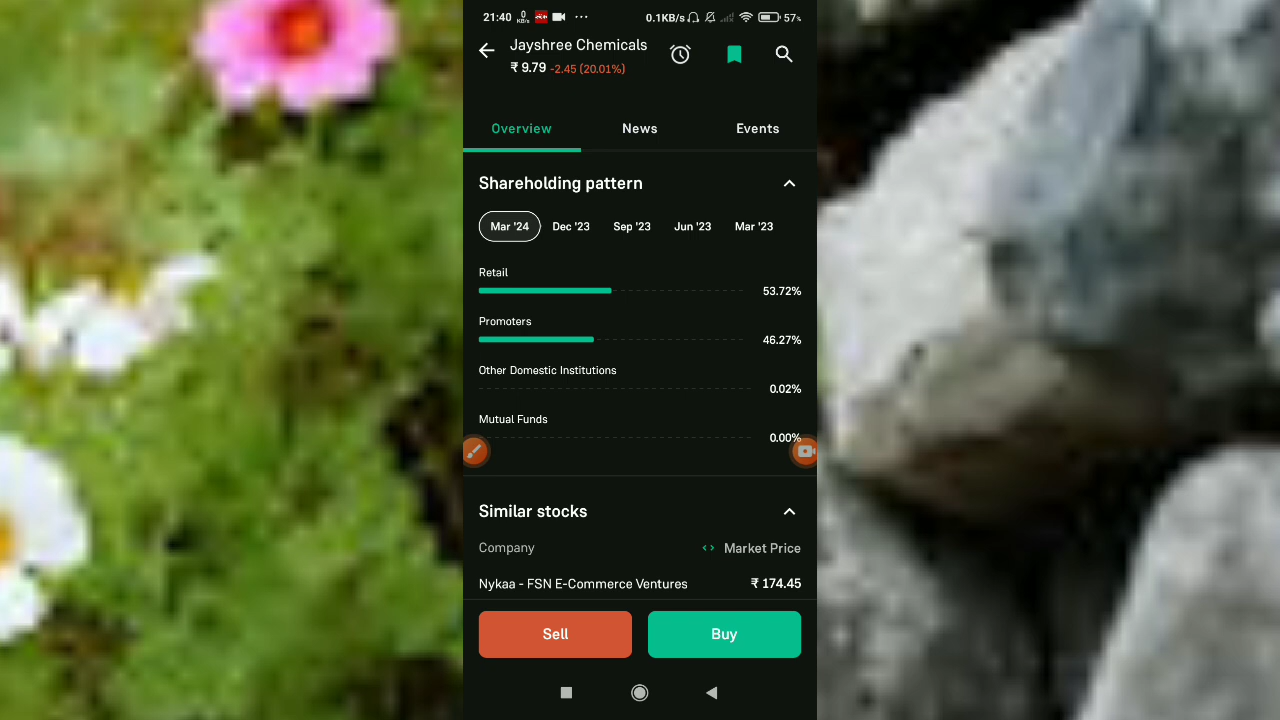 21:40 0 KB/s ... 0.1KB/s 57%
Jayshree Chemicals
₹ 9.79 -2.45 (20.01%)
Overview News Events
Shareholding pattern
Mar '24 Dec '23 Sep '23 Jun '23 Mar '23
Retail
53.72%
Promoters
46.27%
Other Domestic Institutions
0.02%
Mutual Funds
0.00%
Similar stocks
Company <> Market Price
Nykaa - FSN E-Commerce Ventures ₹ 174.45
Sell Buy